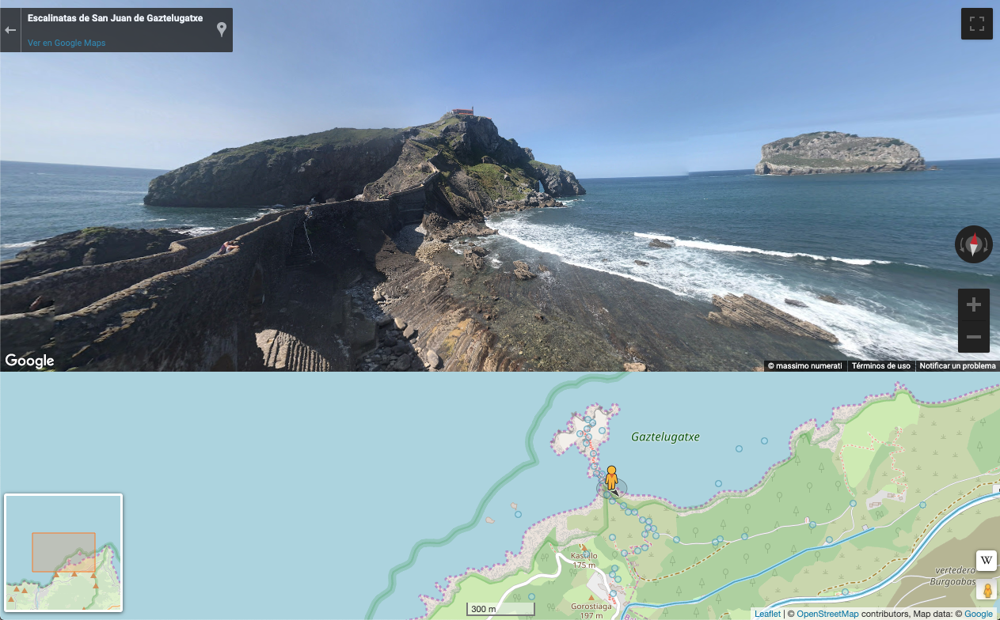 Escalinatas de San Juan de Gaztelugatxe
Ver en Google Maps
Google
© massimo numerati
Términos de uso
Notificar un problema
Gaztelugatxe
Kastillo
175 m
Gorostiaga
197 m
vertedero
Burgoabas
W
300 m
Leaflet | © OpenStreetMap contributors, Map data: © Google